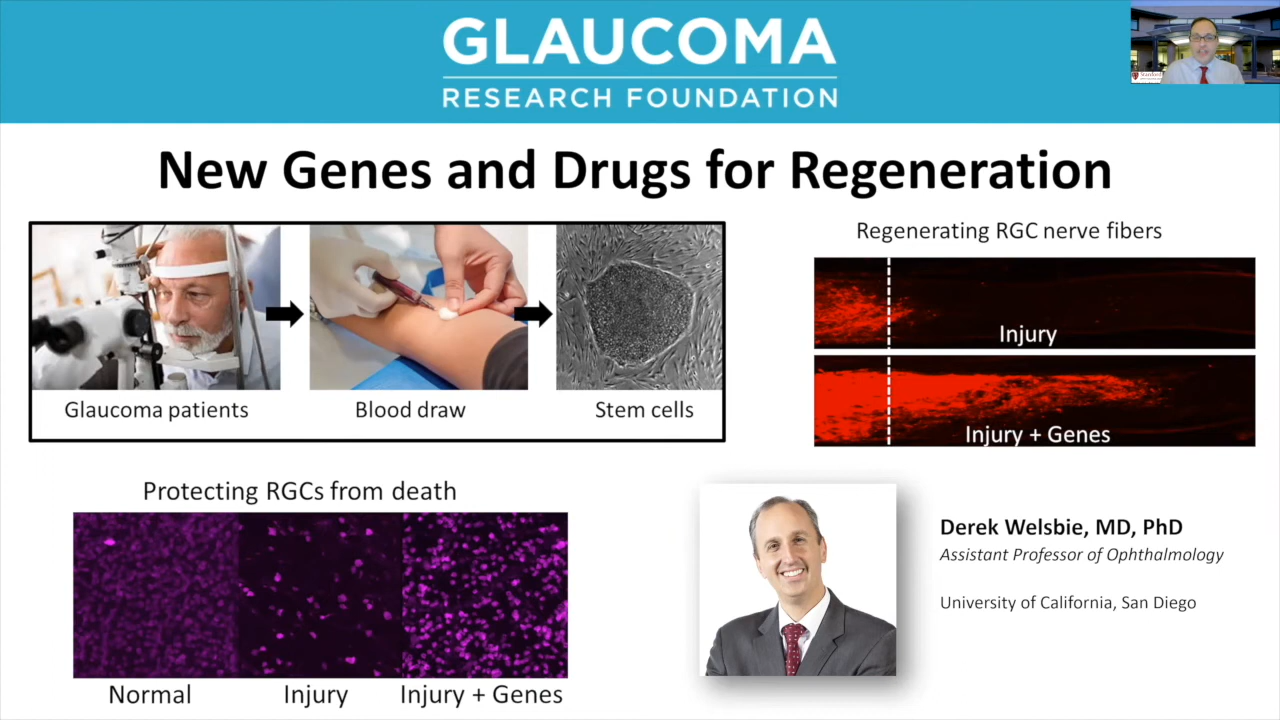 GLAUCOMA
RESEARCH FOUNDATION
Stanford
New Genes and Drugs for Regeneration
Glaucoma patients
Blood draw
Stem cells
Regenerating RGC nerve fibers
Injury
Injury + Genes
Protecting RGCs from death
Normal
Injury
Injury + Genes
Derek Welsbie, MD, PhD
Assistant Professor of Ophthalmology
University of California, San Diego